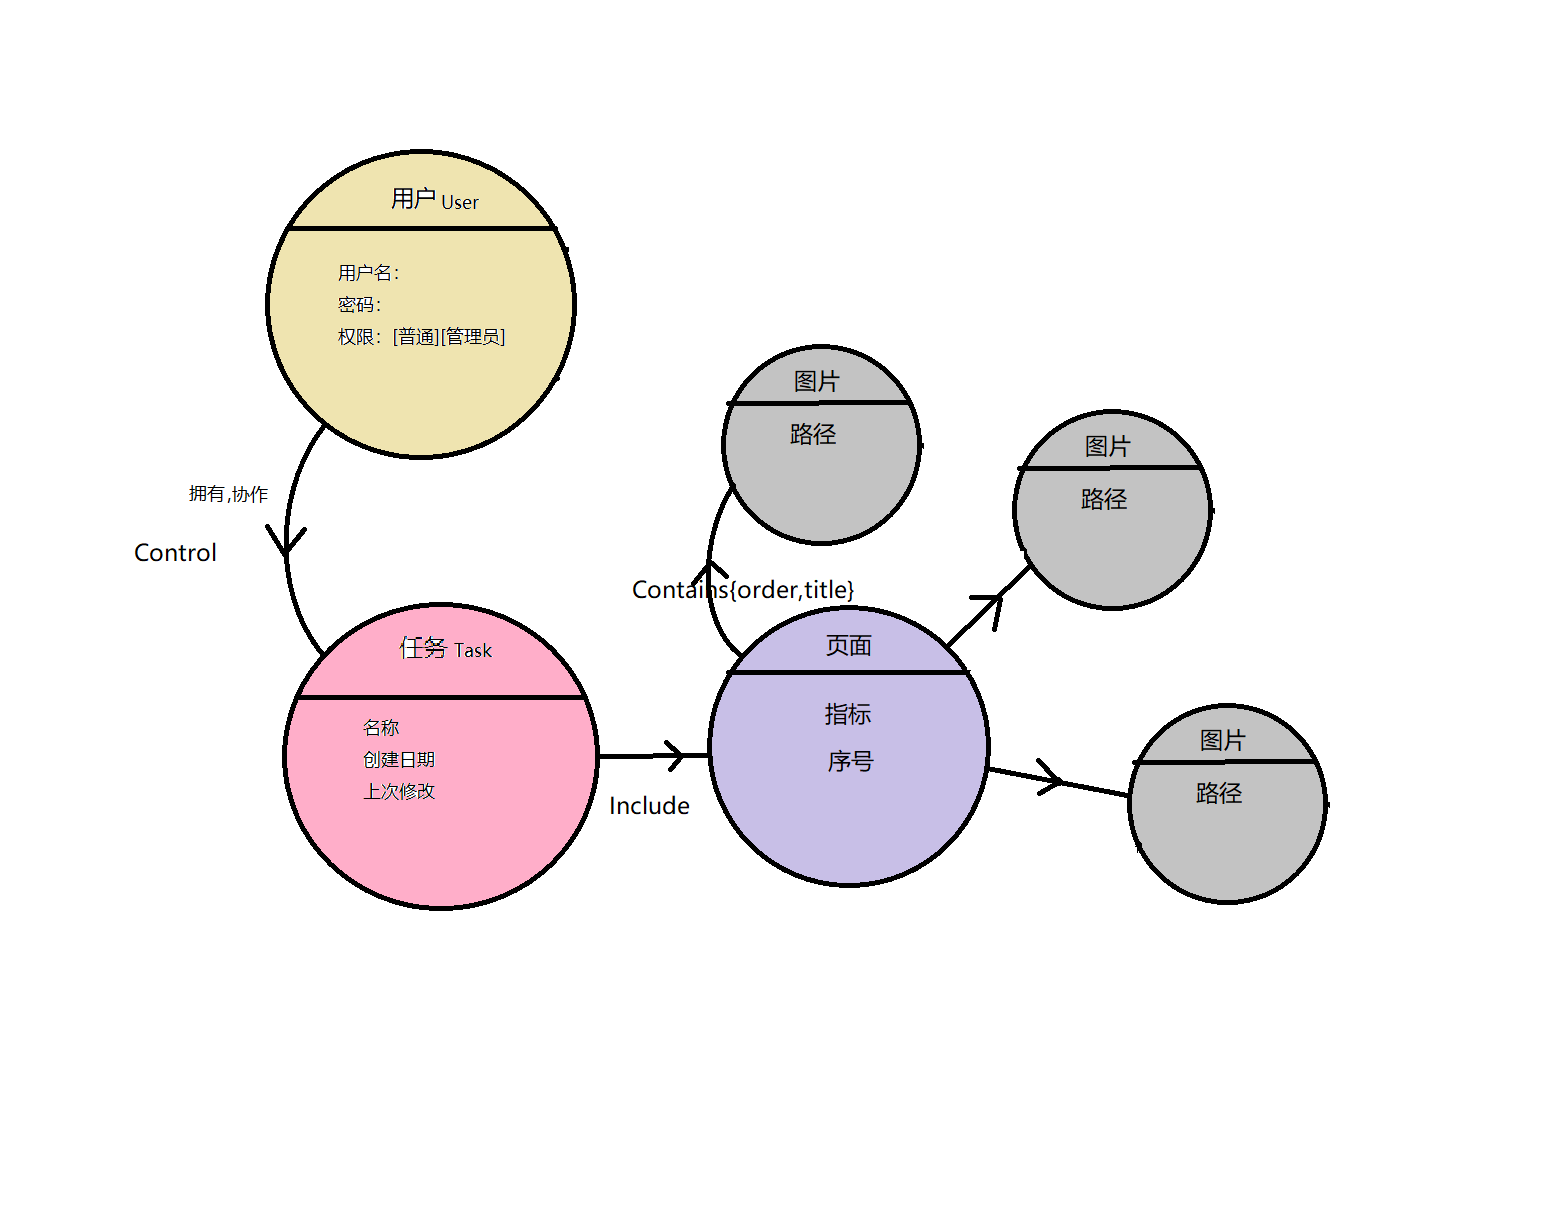 用户 User
用户名：
密码：
权限：[普通][管理员]
拥有,协作
Control
任务 Task
名称
创建日期
上次修改
Include
图片
路径
Contains{order,title}
页面
指标
序号
图片
路径
图片
路径